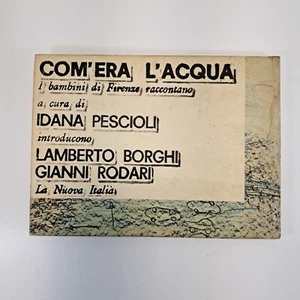 COM'ERA L'ACQUA
I bambini di Firenze raccontano
a cura di
IDANA PESCIOLI
introducono
LAMBERTO BORGHI
GIANNI RODARI
La Nuova Italia